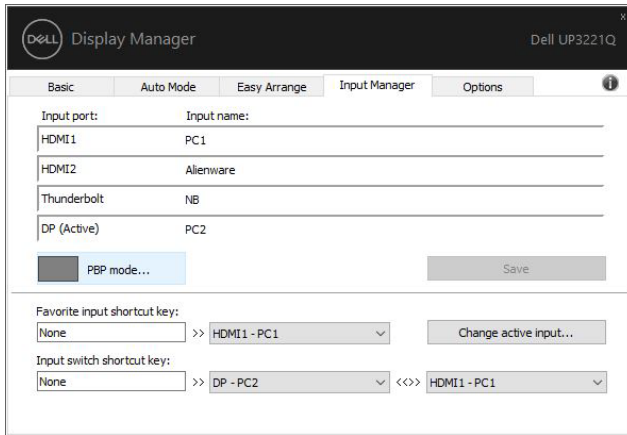 x
DELL Display Manager Dell UP3221Q
Basic Auto Mode Easy Arrange Input Manager Options i
Input port: Input name:
HDMI1 PC1
HDMI2 Alienware
Thunderbolt NB
DP (Active) PC2
PBP mode... Save
Favorite input shortcut key:
None >> HDMI1 - PC1 Change active input...
Input switch shortcut key:
None >> DP - PC2 <<>> HDMI1 - PC1